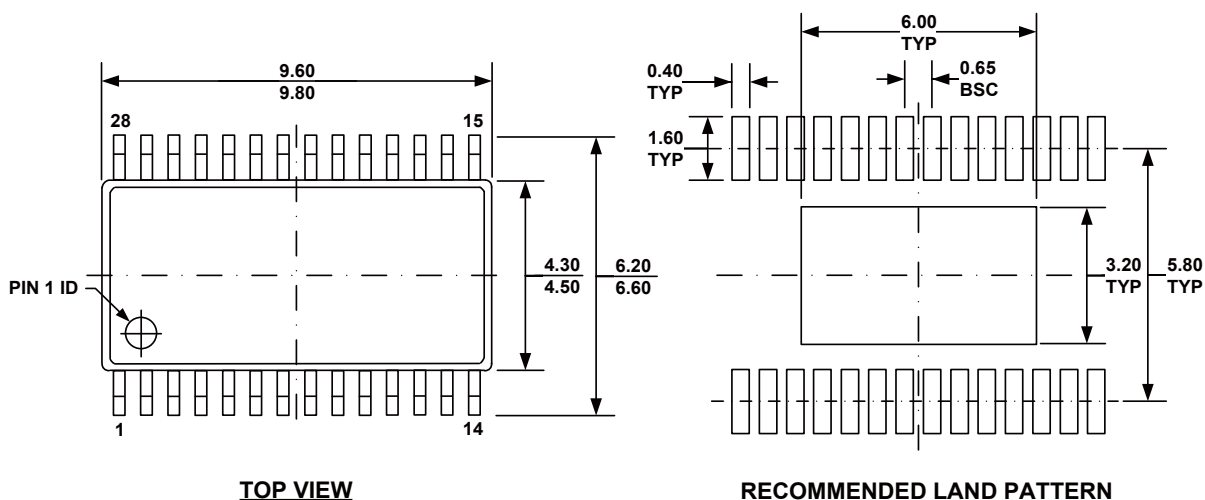 9.60
9.80
28
15
4.30
4.50
6.20
6.60
PIN 1 ID
1
14
TOP VIEW
6.00
TYP
0.40
TYP
0.65
BSC
1.60
TYP
3.20
TYP
5.80
TYP
RECOMMENDED LAND PATTERN